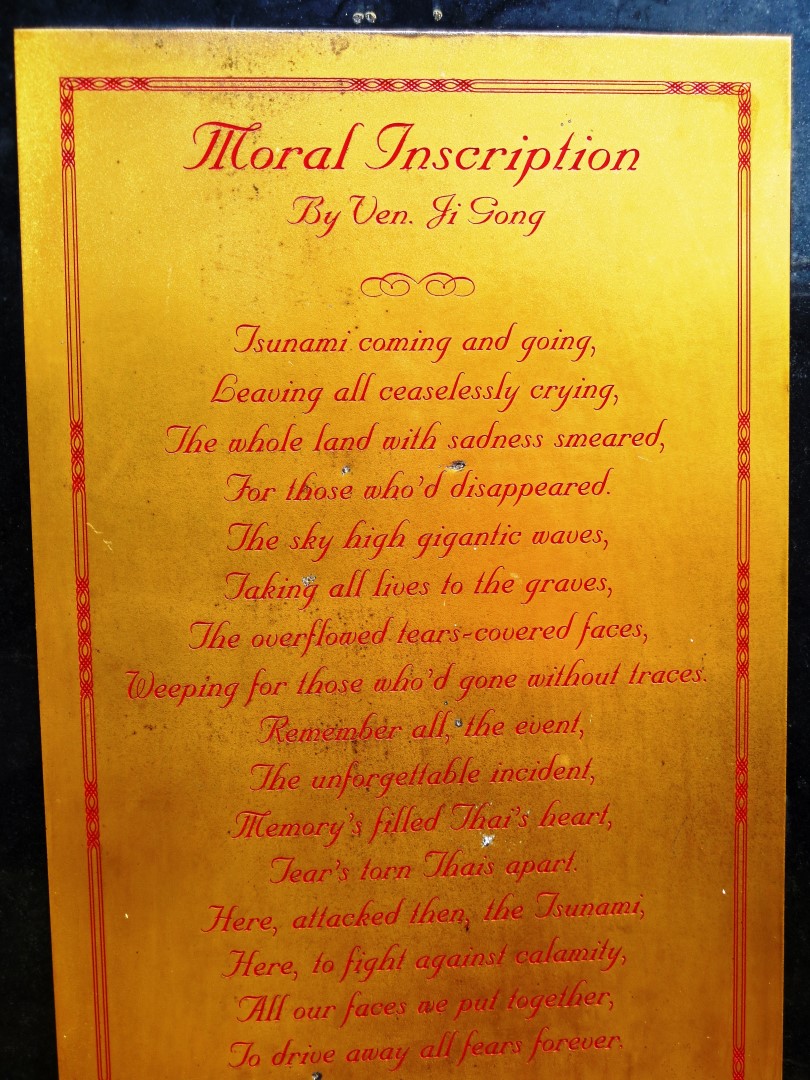 Moral Inscription
By Ven. Ji Gong
Tsunami coming and going,
Leaving all ceaselessly crying,
The whole land with sadness smeared,
For those who'd disappeared.
The sky high gigantic waves,
Taking all lives to the graves,
The overflowed tears-covered faces,
Weeping for those who'd gone without traces.
Remember all, the event,
The unforgettable incident,
Memory's filled Thai's heart,
Tear's torn Thais apart.
Here, attacked then, the Tsunami,
Here, to fight against calamity,
All our faces we put together,
To drive away all fears forever.